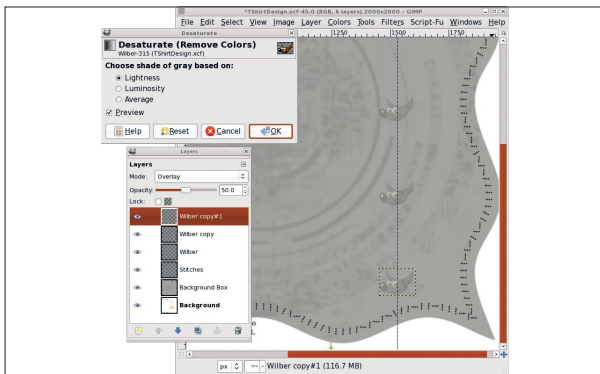 *TShirtDesign.xcf-45.0 (RGB, 6 layers) 2000x2000 – GIMP
File Edit Select View Image Layer Colors Tools Filters Script-Fu Windows Help
1250 1500 1750
Desaturate
Desaturate (Remove Colors)
Wilber-315 (TShirtDesign.xcf)
Choose shade of gray based on:
Lightness
Luminosity
Average
Preview
Help Reset Cancel OK
Layers
Layers
Mode: Overlay
Opacity: 50.0
Lock:
Wilber copy#1
Wilber copy
Wilber
Stitches
Background Box
Background
px Wilber copy#1 (116.7 MB)